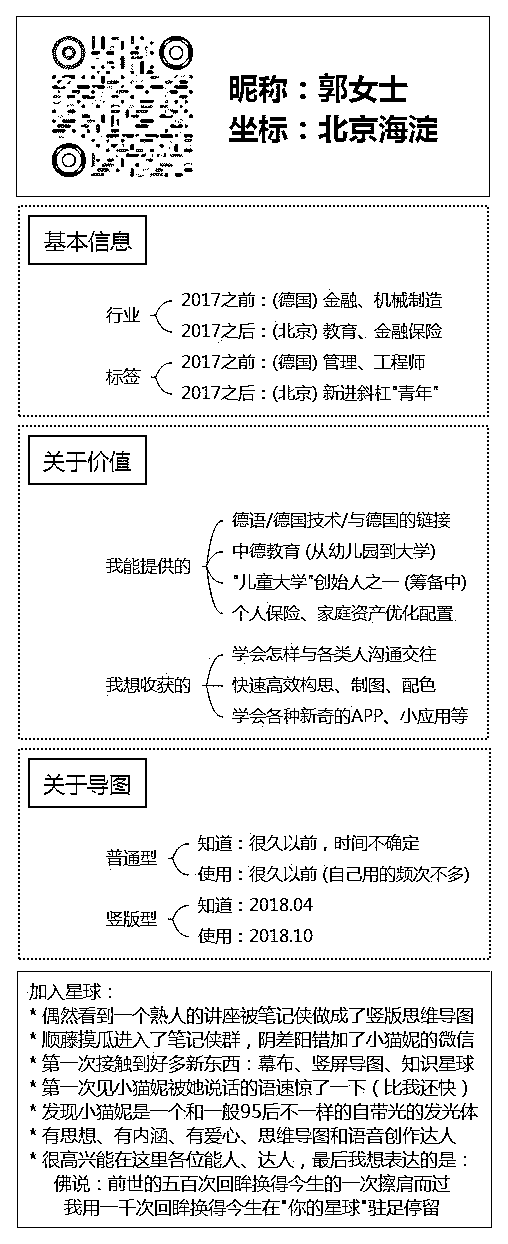 昵称：郭女士
坐标：北京海淀
基本信息
行业
2017之前：(德国) 金融、机械制造
2017之后：(北京) 教育、金融保险
标签
2017之前：(德国) 管理、工程师
2017之后：(北京) 新进斜杠"青年"
关于价值
我能提供的
德语/德国技术/与德国的链接
中德教育 (从幼儿园到大学)
"儿童大学"创始人之一 (筹备中)
个人保险、家庭资产优化配置
我想收获的
学会怎样与各类人沟通交往
快速高效构思、制图、配色
学会各种新奇的APP、小应用等
关于导图
普通型
知道：很久以前，时间不确定
使用：很久以前 (自己用的频次不多)
竖版型
知道：2018.04
使用：2018.10
加入星球：
* 偶然看到一个熟人的讲座被笔记侠做成了竖版思维导图
* 顺藤摸瓜进入了笔记侠群，阴差阳错加了小猫妮的微信
* 第一次接触到好多新东西：幕布、竖屏导图、知识星球
* 第一次见小猫妮被她说话的语速惊了一下（比我还快）
* 发现小猫妮是一个和一般95后不一样的自带光的发光体
* 有思想、有内涵、有爱心、思维导图和语音创作达人
* 很高兴能在这里各位能人、达人，最后我想表达的是：
佛说：前世的五百次回眸换得今生的一次擦肩而过
我用一千次回眸换得今生在"你的星球"驻足停留